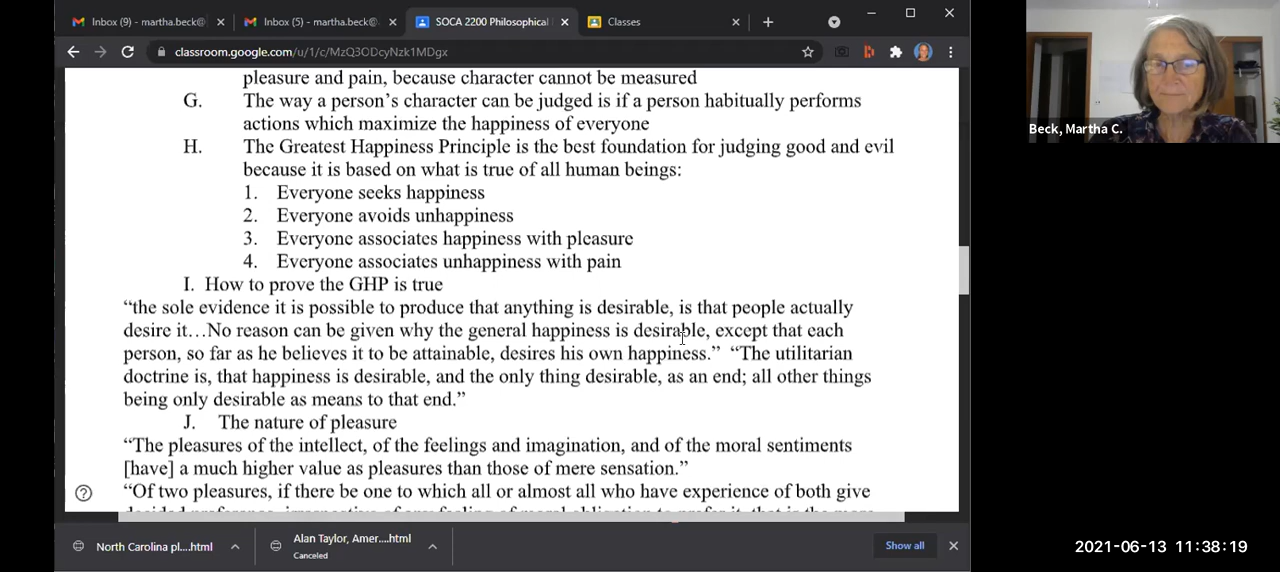 Inbox (9) - martha.beck@
Inbox (5) - martha.beck@
SOCA 2200 Philosophical
Classes
classroom.google.com/u/1/c/MzQ3ODcyNzk1MDgx
pleasure and pain, because character cannot be measured
G. The way a person's character can be judged is if a person habitually performs
actions which maximize the happiness of everyone
H. The Greatest Happiness Principle is the best foundation for judging good and evil
because it is based on what is true of all human beings:
1. Everyone seeks happiness
2. Everyone avoids unhappiness
3. Everyone associates happiness with pleasure
4. Everyone associates unhappiness with pain
I. How to prove the GHP is true
"the sole evidence it is possible to produce that anything is desirable, is that people actually
desire it…No reason can be given why the general happiness is desirable, except that each
person, so far as he believes it to be attainable, desires his own happiness." "The utilitarian
doctrine is, that happiness is desirable, and the only thing desirable, as an end; all other things
being only desirable as means to that end."
J. The nature of pleasure
"The pleasures of the intellect, of the feelings and imagination, and of the moral sentiments
[have] a much higher value as pleasures than those of mere sensation."
"Of two pleasures, if there be one to which all or almost all who have experience of both give
North Carolina pl....html
Alan Taylor, Amer....html
Canceled
Show all
Beck, Martha C.
2021-06-13 11:38:19